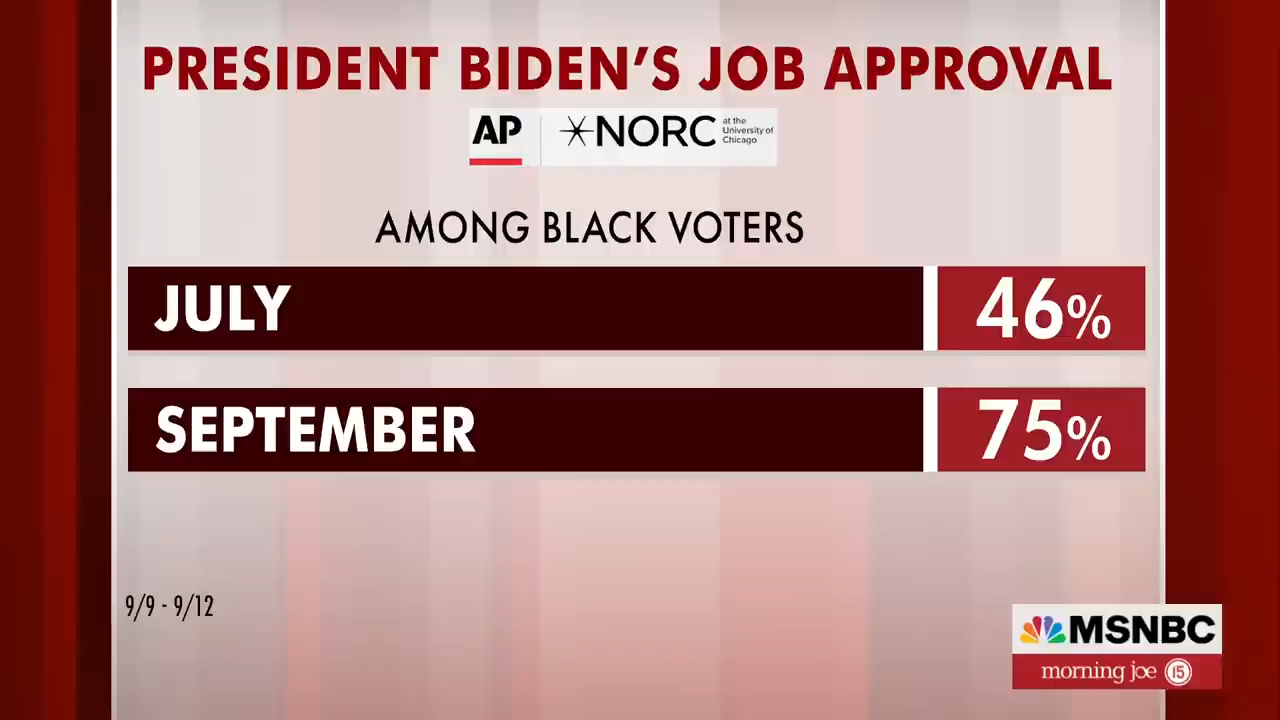 PRESIDENT BIDEN'S JOB APPROVAL
AP NORC at the University of Chicago
AMONG BLACK VOTERS
JULY 46%
SEPTEMBER 75%
9/9 - 9/12
MSNBC
morning joe 15